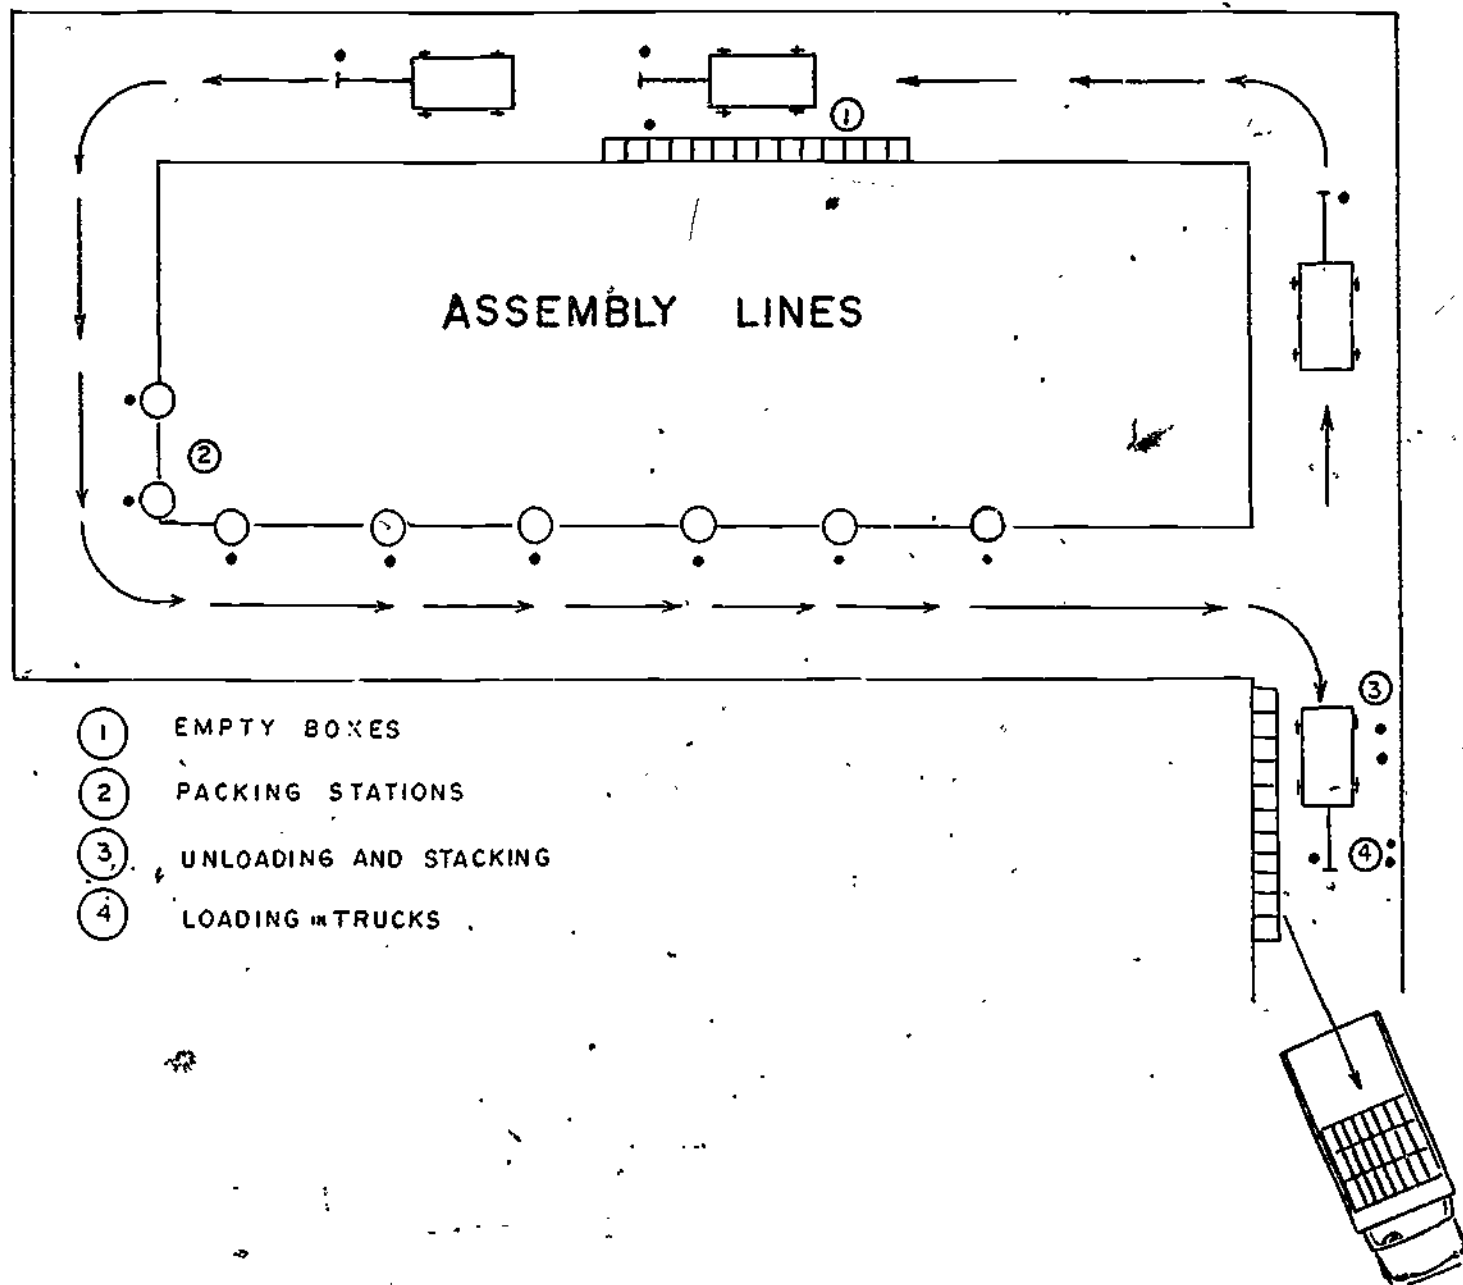 1
ASSEMBLY LINES
2
3
4
1 EMPTY BOXES
2 PACKING STATIONS
3 UNLOADING AND STACKING
4 LOADING IN TRUCKS